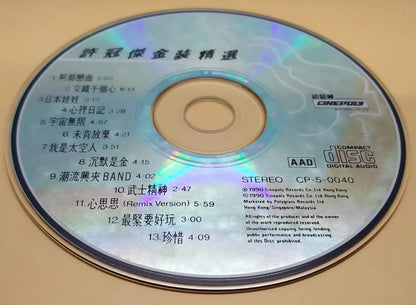 許冠傑金裝精選
1.阿郎戀曲 5:02
2.交織千個心
3.日本娃娃 3:12
4.心裡日記 3:28
5.宇宙無限 4:57
6.未肯放棄 4:21
7.我是太空人 3:21
8.沉默是金 4:15
9.潮流興夾BAND 4:21
10.武士精神 2:47
11.心思思 (Remix Version) 5:59
12.最緊要好玩 3:00
13.珍惜 4:09
新藝寶
CINEPOLY
COMPACT
disc
DIGITAL AUDIO
AAD
STEREO CP-5-0040
Ⓟ 1990 Cinepoly Records Co. Ltd. Hong Kong
© 1990 Cinepoly Records Co. Ltd. Hong Kong
Marketed by Polygram Records Ltd.
Hong Kong/Singapore/Malaysia
All rights of the producer and of the owner
of the work reproduced reserved.
Unauthorised copying, hiring, lending,
public performance and broadcasting
of this Disc prohibited.